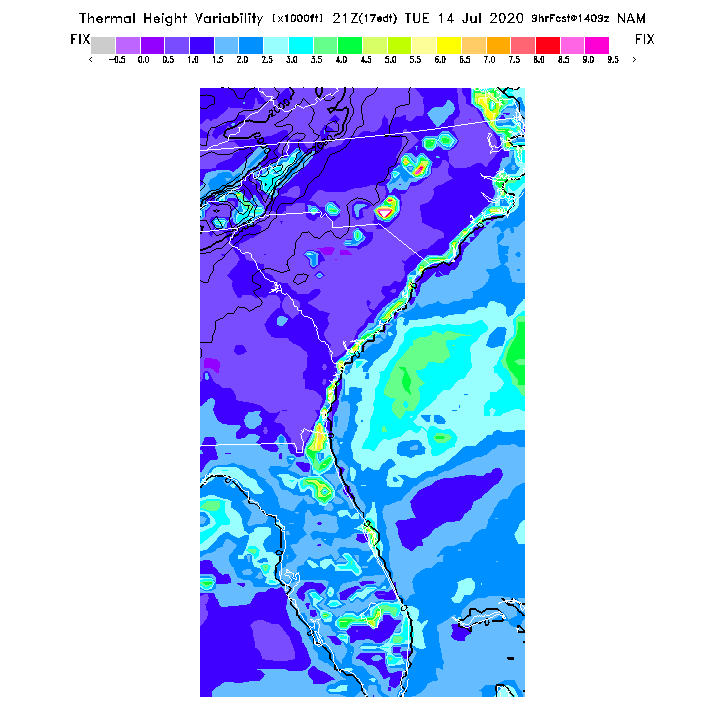 Thermal Height Variability [x1000ft] 21Z(17edt) TUE 14 Jul 2020 9hrFcst@1409z NAM
FIX FIX
< -0.5 0.0 0.5 1.0 1.5 2.0 2.5 3.0 3.5 4.0 4.5 5.0 5.5 6.0 6.5 7.0 7.5 8.0 8.5 9.0 9.5 >